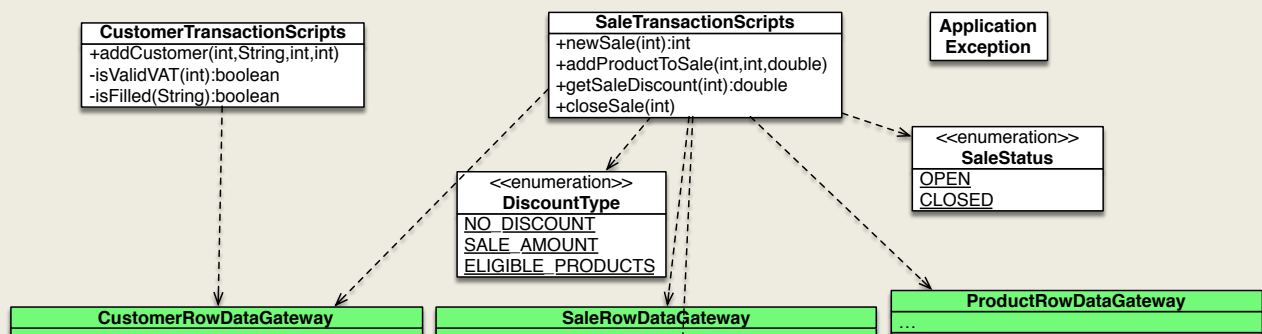 CustomerTransactionScripts
+addCustomer(int,String,int,int)
-isValidVAT(int):boolean
-isFilled(String):boolean
SaleTransactionScripts
+newSale(int):int
+addProductToSale(int,int,double)
+getSaleDiscount(int):double
+closeSale(int)
Application
Exception
<<enumeration>>
SaleStatus
OPEN
CLOSED
<<enumeration>>
DiscountType
NO_DISCOUNT
SALE_AMOUNT
ELIGIBLE_PRODUCTS
CustomerRowDataGateway
SaleRowDataGateway
ProductRowDataGateway
...